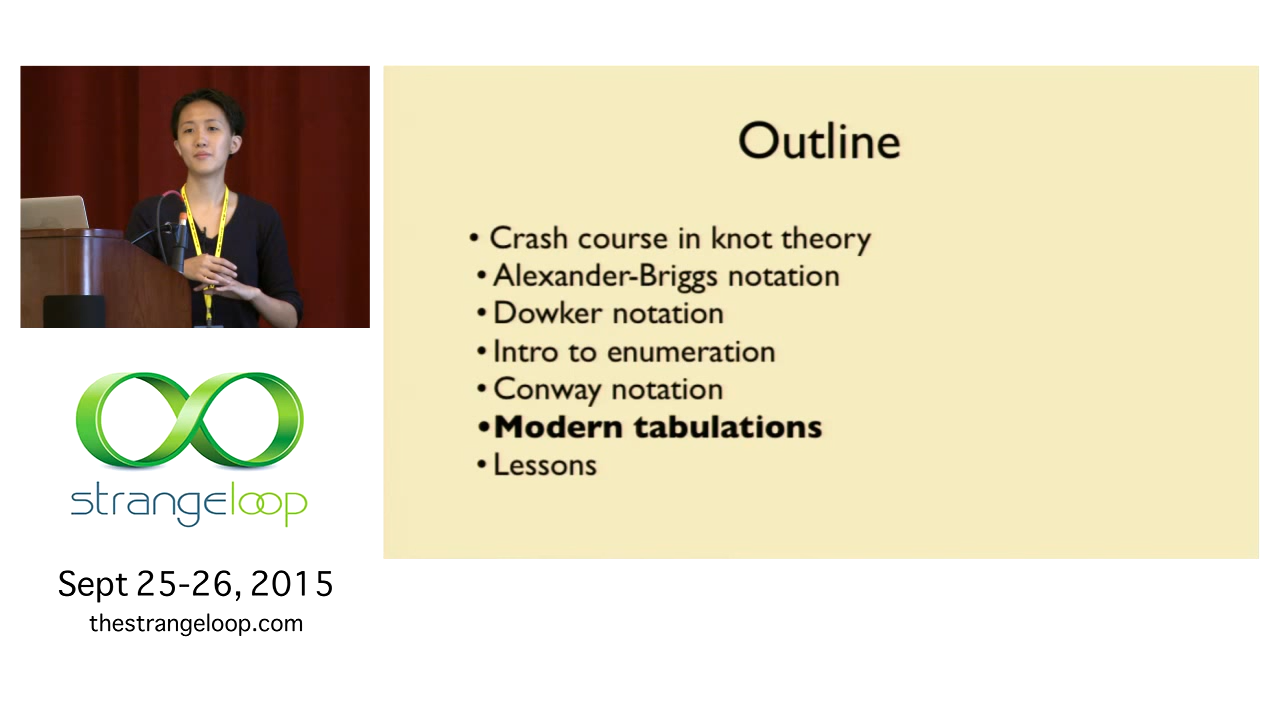 Outline
• Crash course in knot theory
• Alexander-Briggs notation
• Dowker notation
• Intro to enumeration
• Conway notation
• Modern tabulations
• Lessons
strangeloop
Sept 25-26, 2015
thestrangeloop.com